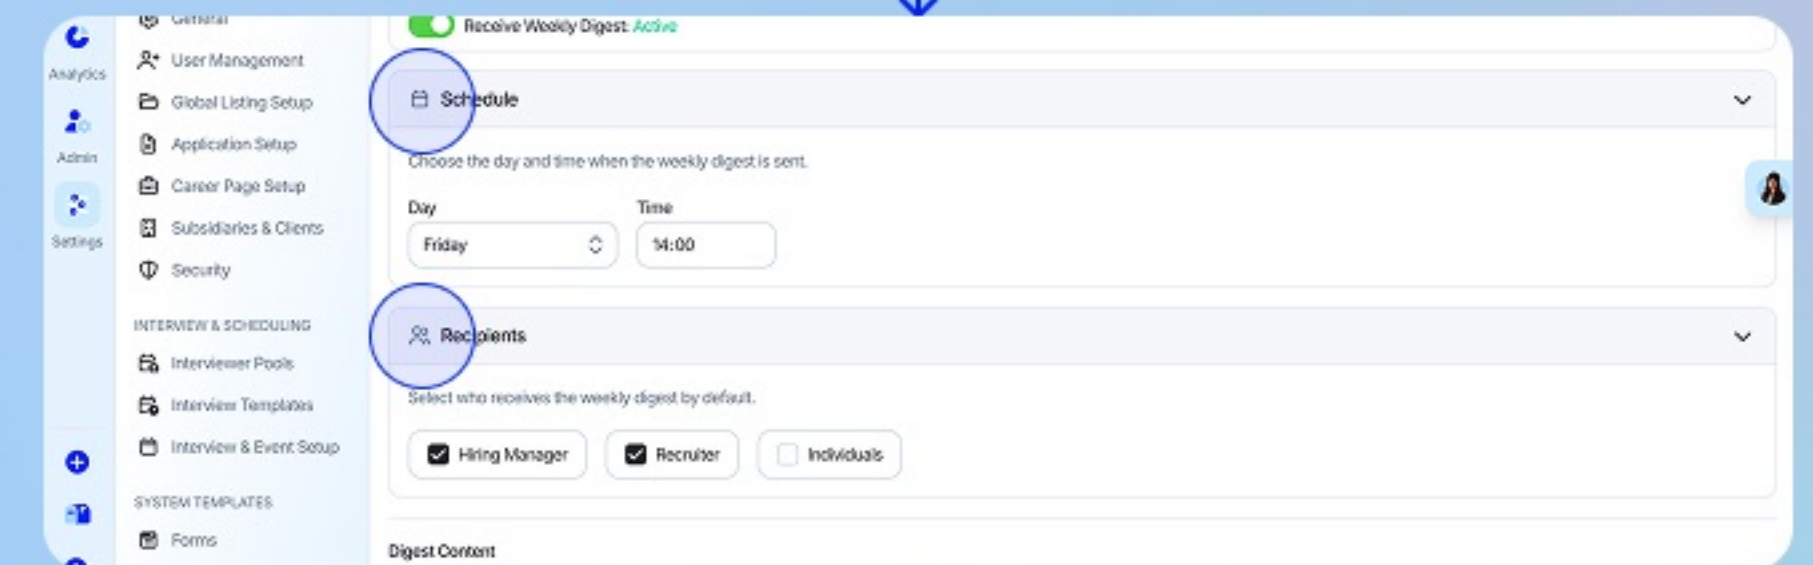 Analytics
Admin
Settings
General
User Management
Global Listing Setup
Application Setup
Career Page Setup
Subsidiaries & Clients
Security
INTERVIEW & SCHEDULING
Interviewer Pools
Interview Templates
Interview & Event Setup
SYSTEM TEMPLATES
Forms
Receive Weekly Digest: Active
Schedule
Choose the day and time when the weekly digest is sent.
Day Time
Friday 14:00
Recipients
Select who receives the weekly digest by default.
Hiring Manager Recruiter Individuals
Digest Content